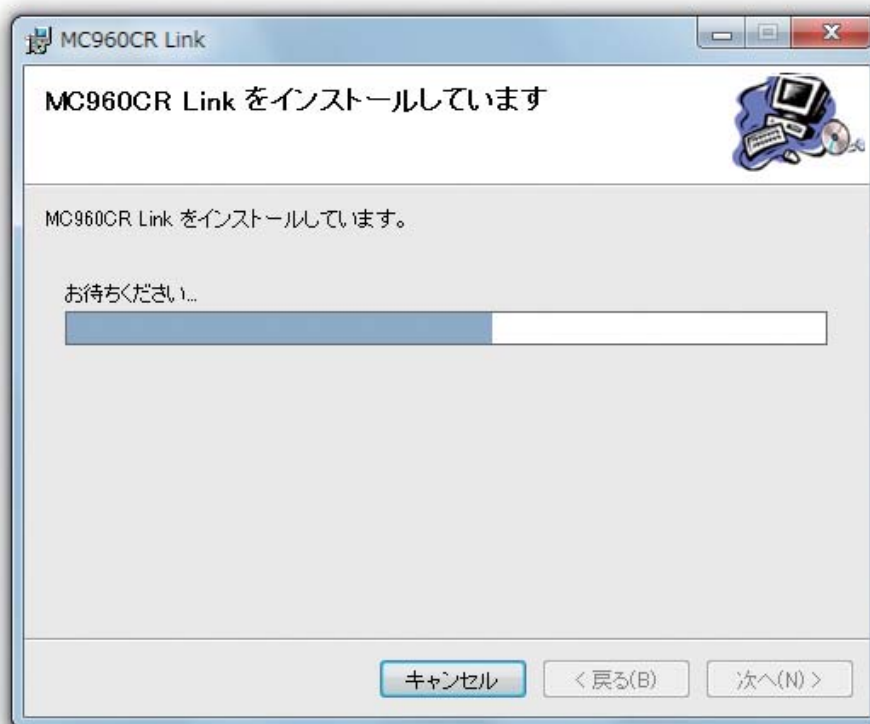 MC960CR Link
MC960CR Link をインストールしています
MC960CR Link をインストールしています。
お待ちください...
キャンセル
< 戻る(B)
次へ(N) >